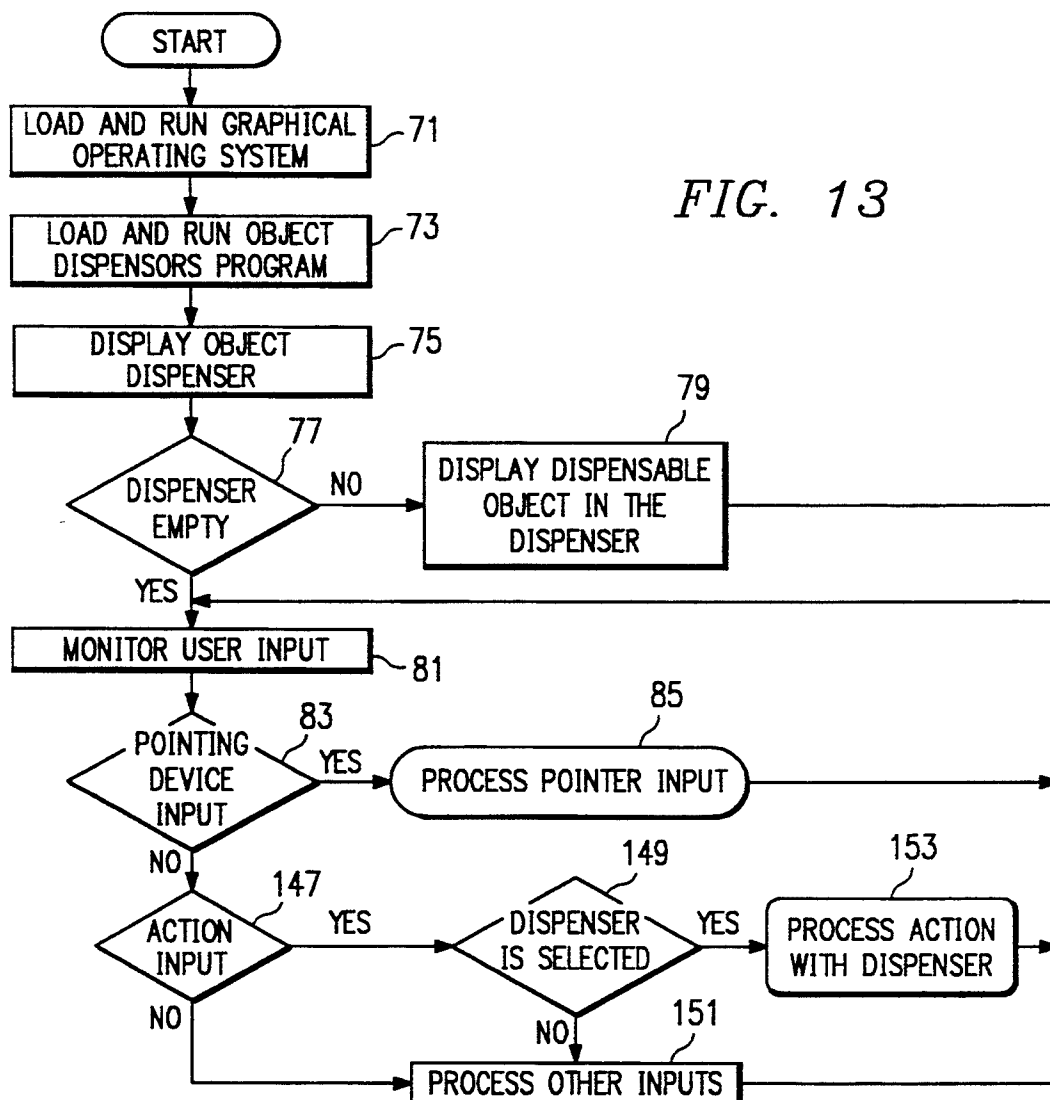 START
LOAD AND RUN GRAPHICAL
OPERATING SYSTEM
71
FIG. 13
LOAD AND RUN OBJECT
DISPENSORS PROGRAM
73
DISPLAY OBJECT
DISPENSER
75
77
DISPENSER
EMPTY
NO
YES
79
DISPLAY DISPENSABLE
OBJECT IN THE
DISPENSER
MONITOR USER INPUT
81
83
POINTING
DEVICE
INPUT
YES
NO
85
PROCESS POINTER INPUT
147
ACTION
INPUT
YES
NO
149
DISPENSER
IS SELECTED
YES
NO
153
PROCESS ACTION
WITH DISPENSER
151
PROCESS OTHER INPUTS